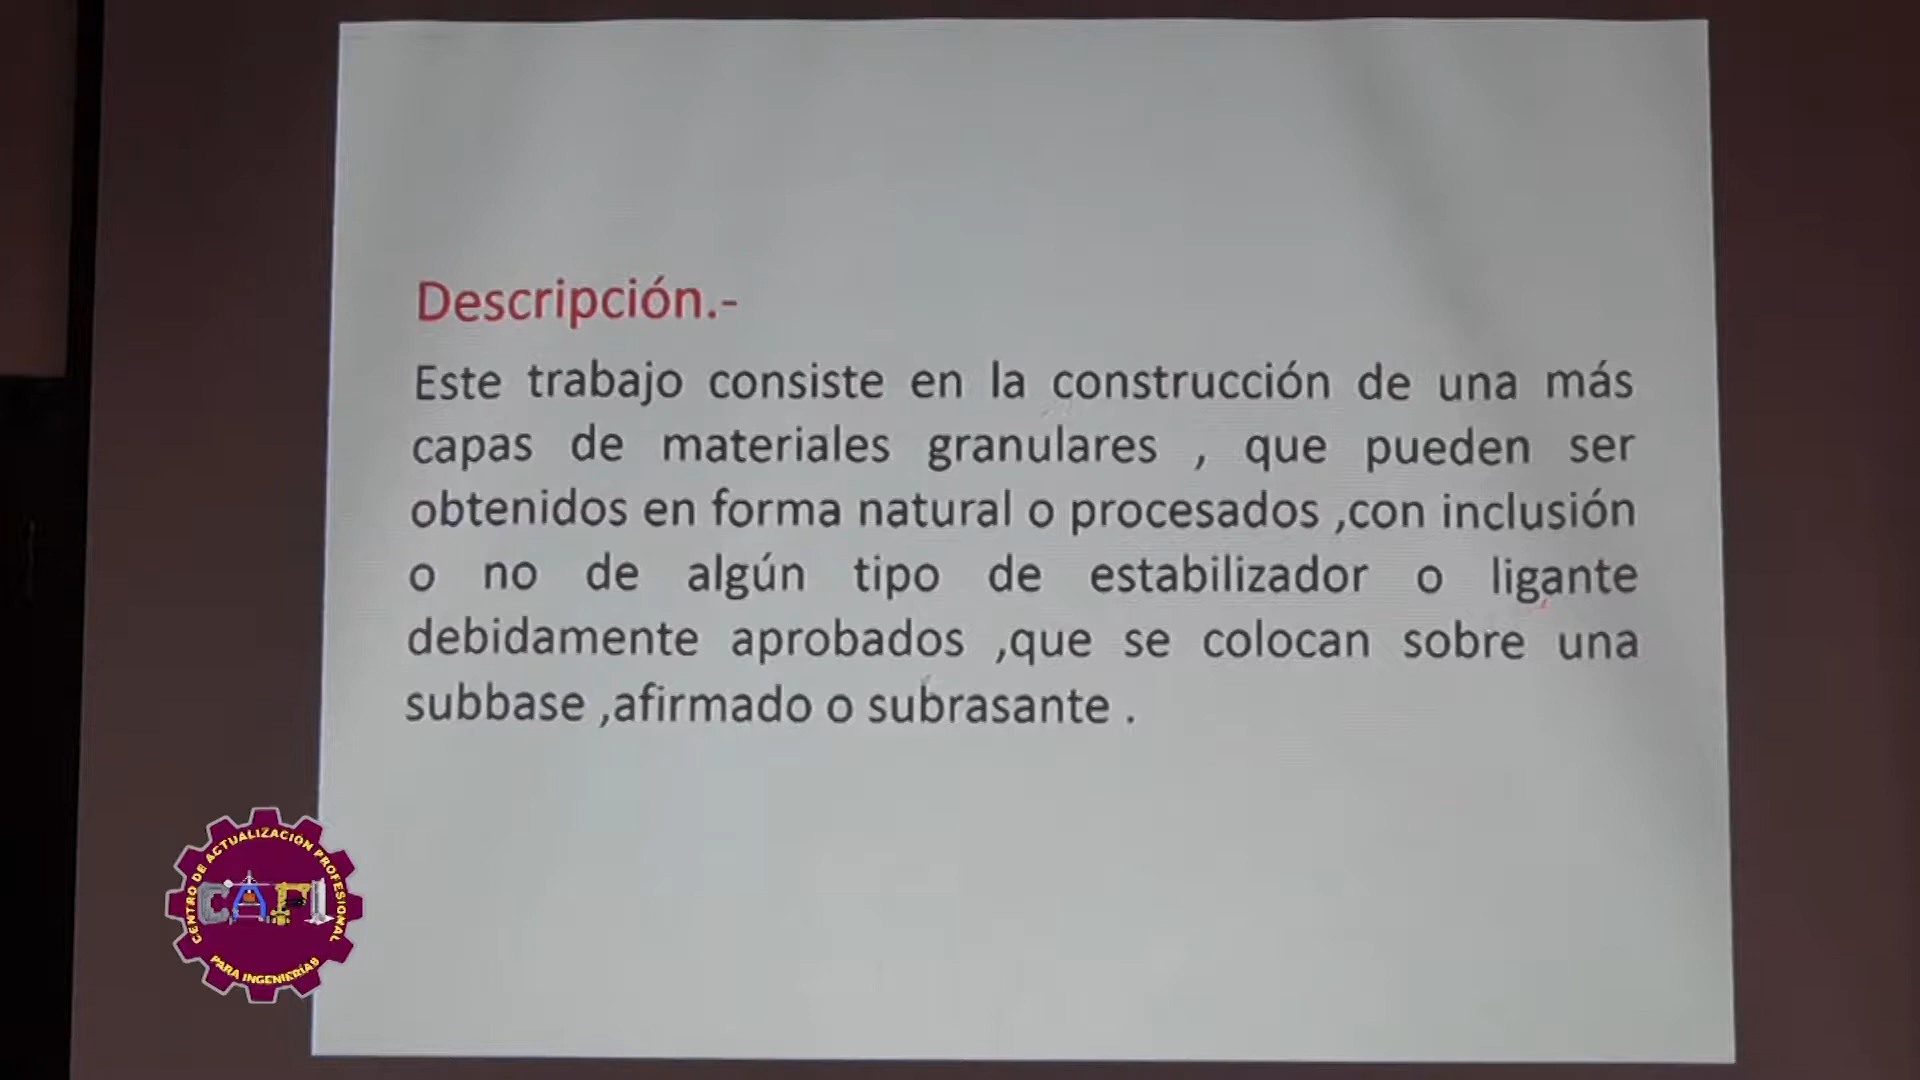 Descripción.-
Este trabajo consiste en la construcción de una más
capas de materiales granulares , que pueden ser
obtenidos en forma natural o procesados ,con inclusión
o no de algún tipo de estabilizador o ligante
debidamente aprobados ,que se colocan sobre una
subbase ,afirmado o subrasante .
CENTRO DE ACTUALIZACIÓN PROFESIONAL
CAPI
PARA INGENIERÍAS